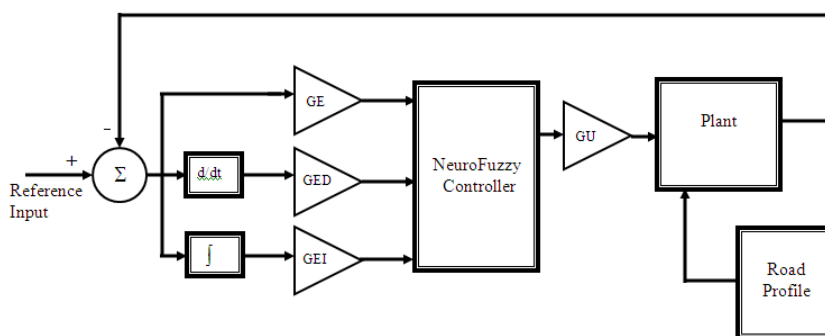 GE
Plant
GU
-
NeuroFuzzy
Controller
+
Σ
d/dt
GED
Reference
Input
∫
GEI
Road
Profile